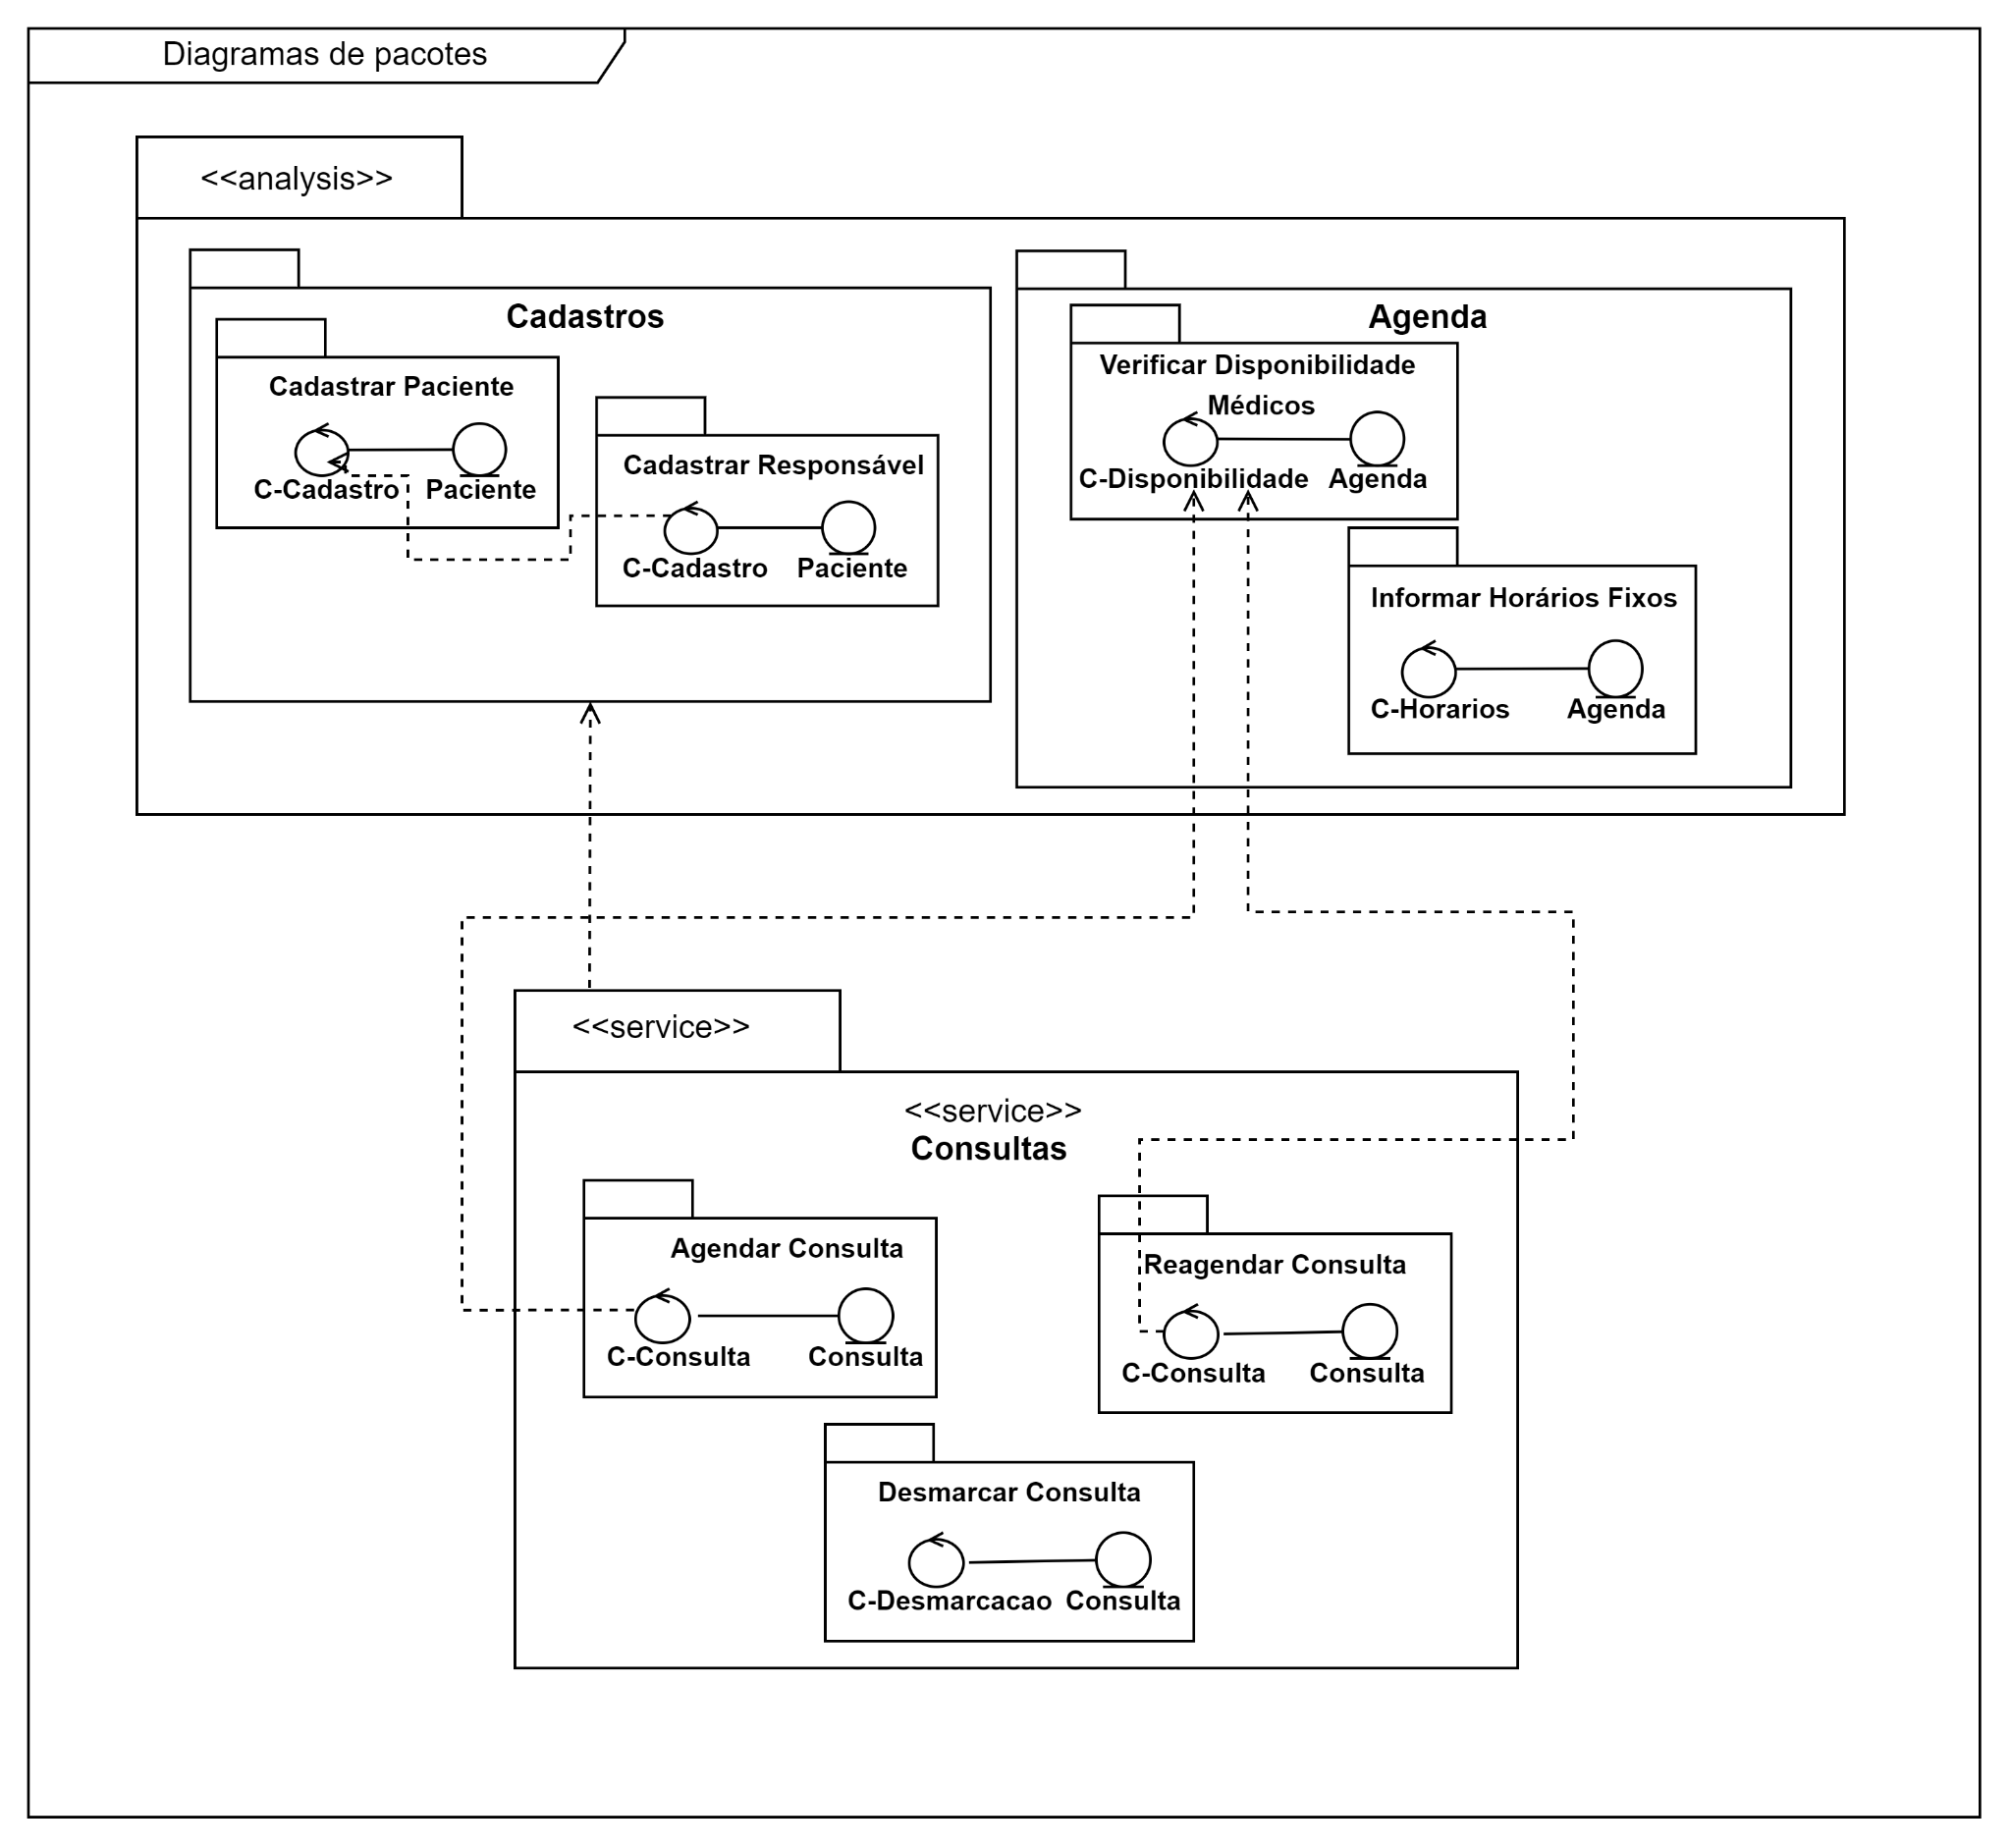 Diagramas de pacotes
<<analysis>>
Cadastros
Cadastrar Paciente
C-Cadastro Paciente
Cadastrar Responsável
C-Cadastro Paciente
Agenda
Verificar Disponibilidade
Médicos
C-Disponibilidade Agenda
Informar Horários Fixos
C-Horarios Agenda
<<service>>
<<service>>
Consultas
Agendar Consulta
C-Consulta Consulta
Reagendar Consulta
C-Consulta Consulta
Desmarcar Consulta
C-Desmarcacao Consulta